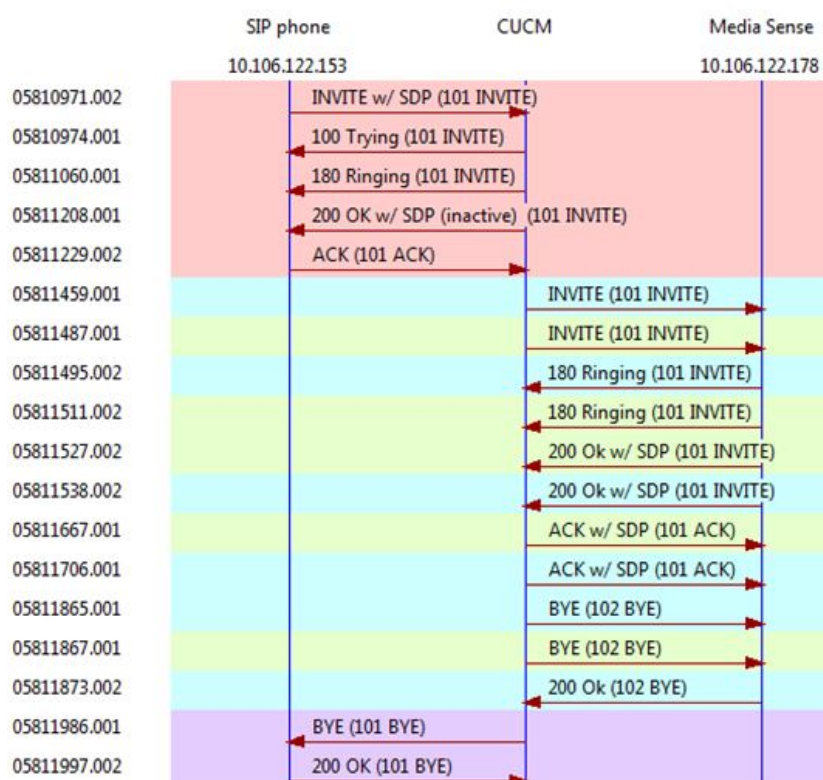 SIP phone CUCM Media Sense
10.106.122.153 10.106.122.178
05810971.002 INVITE w/ SDP (101 INVITE)
05810974.001 100 Trying (101 INVITE)
05811060.001 180 Ringing (101 INVITE)
05811208.001 200 OK w/ SDP (inactive) (101 INVITE)
05811229.002 ACK (101 ACK)
05811459.001 INVITE (101 INVITE)
05811487.001 INVITE (101 INVITE)
05811495.002 180 Ringing (101 INVITE)
05811511.002 180 Ringing (101 INVITE)
05811527.002 200 Ok w/ SDP (101 INVITE)
05811538.002 200 Ok w/ SDP (101 INVITE)
05811667.001 ACK w/ SDP (101 ACK)
05811706.001 ACK w/ SDP (101 ACK)
05811865.001 BYE (102 BYE)
05811867.001 BYE (102 BYE)
05811873.002 200 Ok (102 BYE)
05811986.001 BYE (101 BYE)
05811997.002 200 OK (101 BYE)